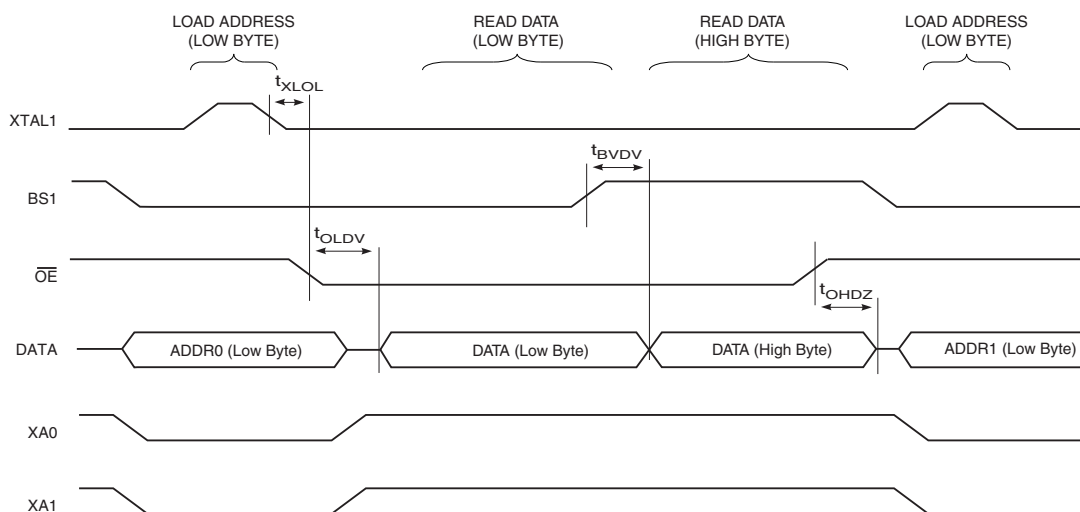 LOAD ADDRESS
(LOW BYTE)
READ DATA
(LOW BYTE)
READ DATA
(HIGH BYTE)
LOAD ADDRESS
(LOW BYTE)
tXLOL
XTAL1
tBVDV
BS1
tOLDV
OE
tOHDZ
DATA
ADDR0 (Low Byte)
DATA (Low Byte)
DATA (High Byte)
ADDR1 (Low Byte)
XA0
XA1